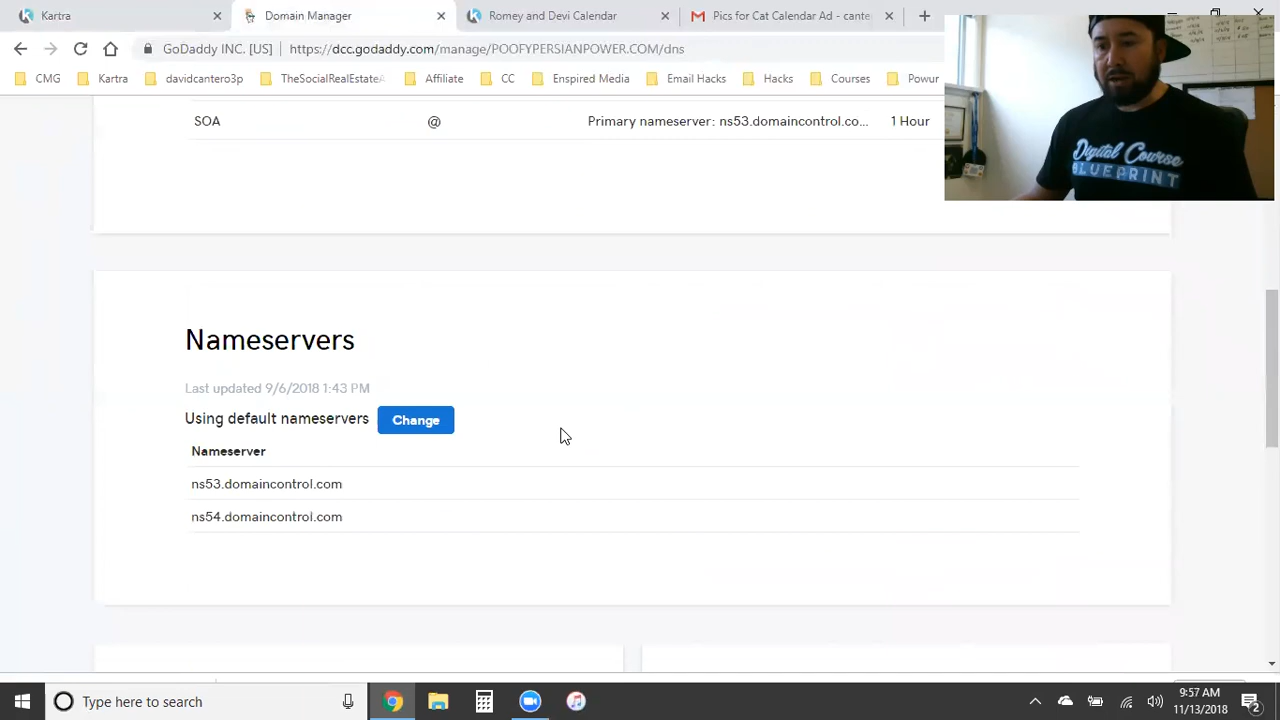 Kartra
Domain Manager
Romey and Devi Calendar
Pics for Cat Calendar Ad - cante
GoDaddy INC. [US]
https://dcc.godaddy.com/manage/POOFYPERSIANPOWER.COM/dns
CMG
Kartra
davidcantero3p
TheSocialRealEstateA
Affiliate
CC
Enspired Media
Email Hacks
Hacks
Courses
Powur
SOA
@
Primary nameserver: ns53.domaincontrol.co...
1 Hour
Digital Course
BLUEPRINT
Nameservers
Last updated 9/6/2018 1:43 PM
Using default nameservers
Change
Nameserver
ns53.domaincontrol.com
ns54.domaincontrol.com
Type here to search
9:57 AM
11/13/2018
2